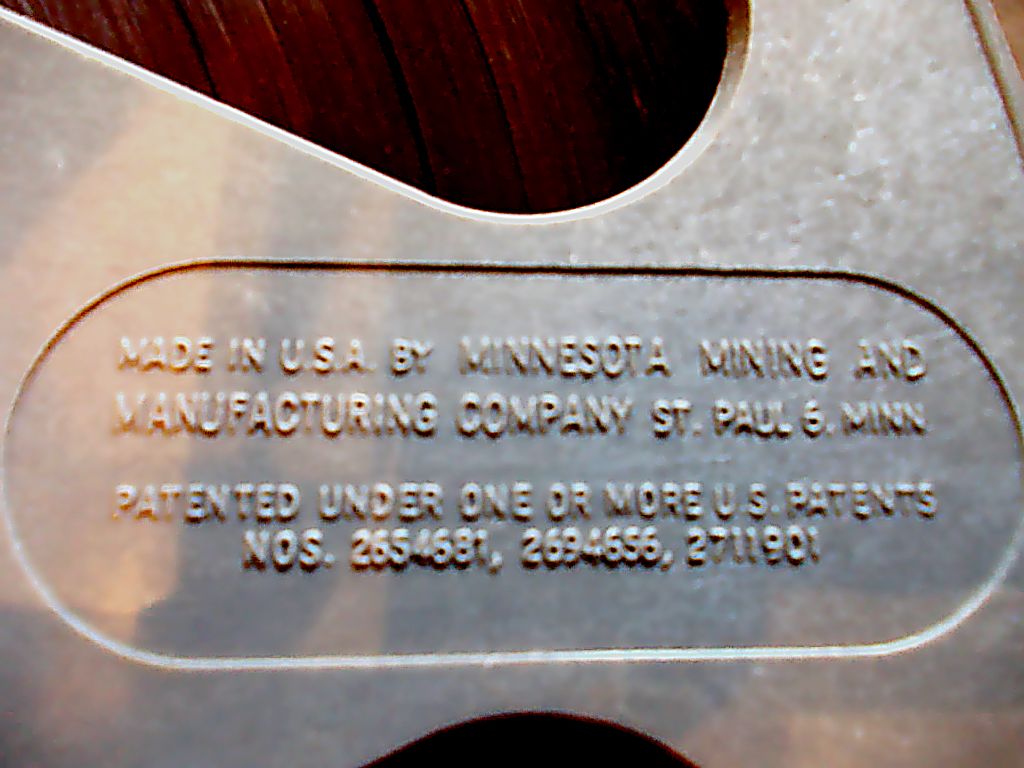 MADE IN U.S.A. BY MINNESOTA MINING AND
MANUFACTURING COMPANY ST. PAUL 6. MINN
PATENTED UNDER ONE OR MORE U.S. PATENTS
NOS. 2654681, 2694656, 2711901